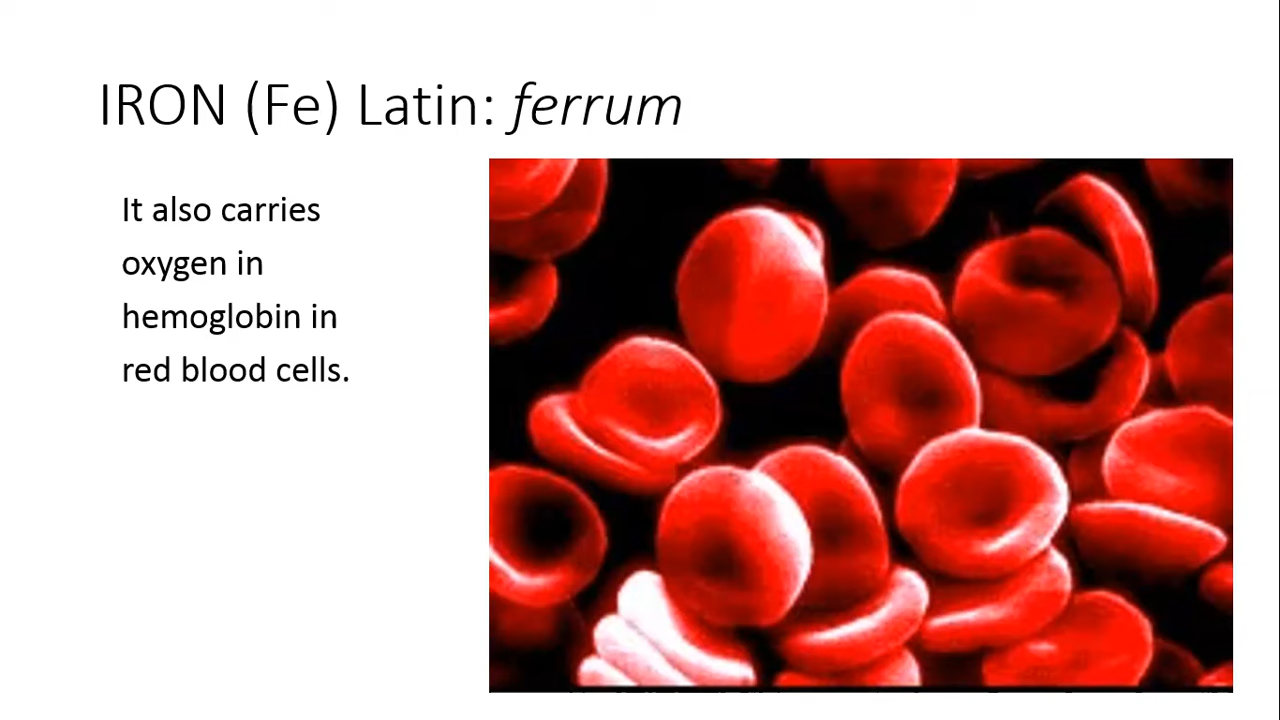 IRON (Fe) Latin: ferrum
It also carries
oxygen in
hemoglobin in
red blood cells.